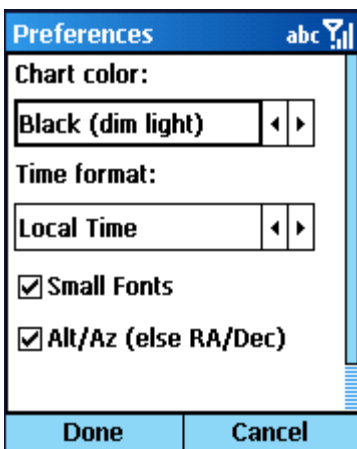 Preferences abc
Chart color:
Black (dim light)
Time format:
Local Time
Small Fonts
Alt/Az (else RA/Dec)
Done Cancel